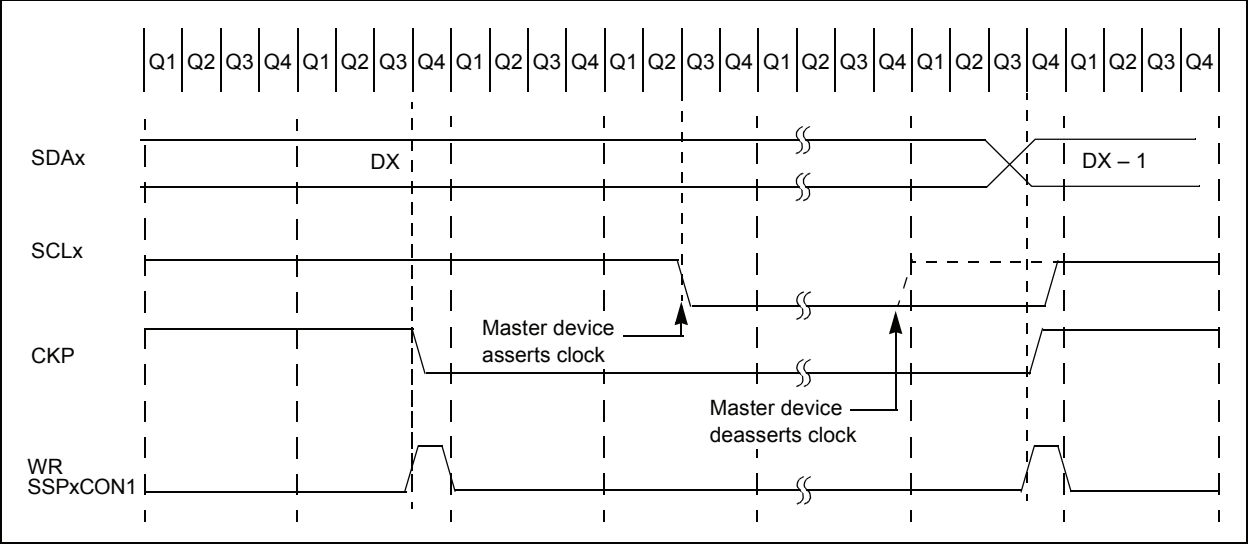 Q1 Q2 Q3 Q4 Q1 Q2 Q3 Q4 Q1 Q2 Q3 Q4 Q1 Q2 Q3 Q4 Q1 Q2 Q3 Q4 Q1 Q2 Q3 Q4 Q1 Q2 Q3 Q4
SDAx
DX
DX – 1
SCLx
Master device
asserts clock
CKP
Master device
deasserts clock
WR
SSPxCON1